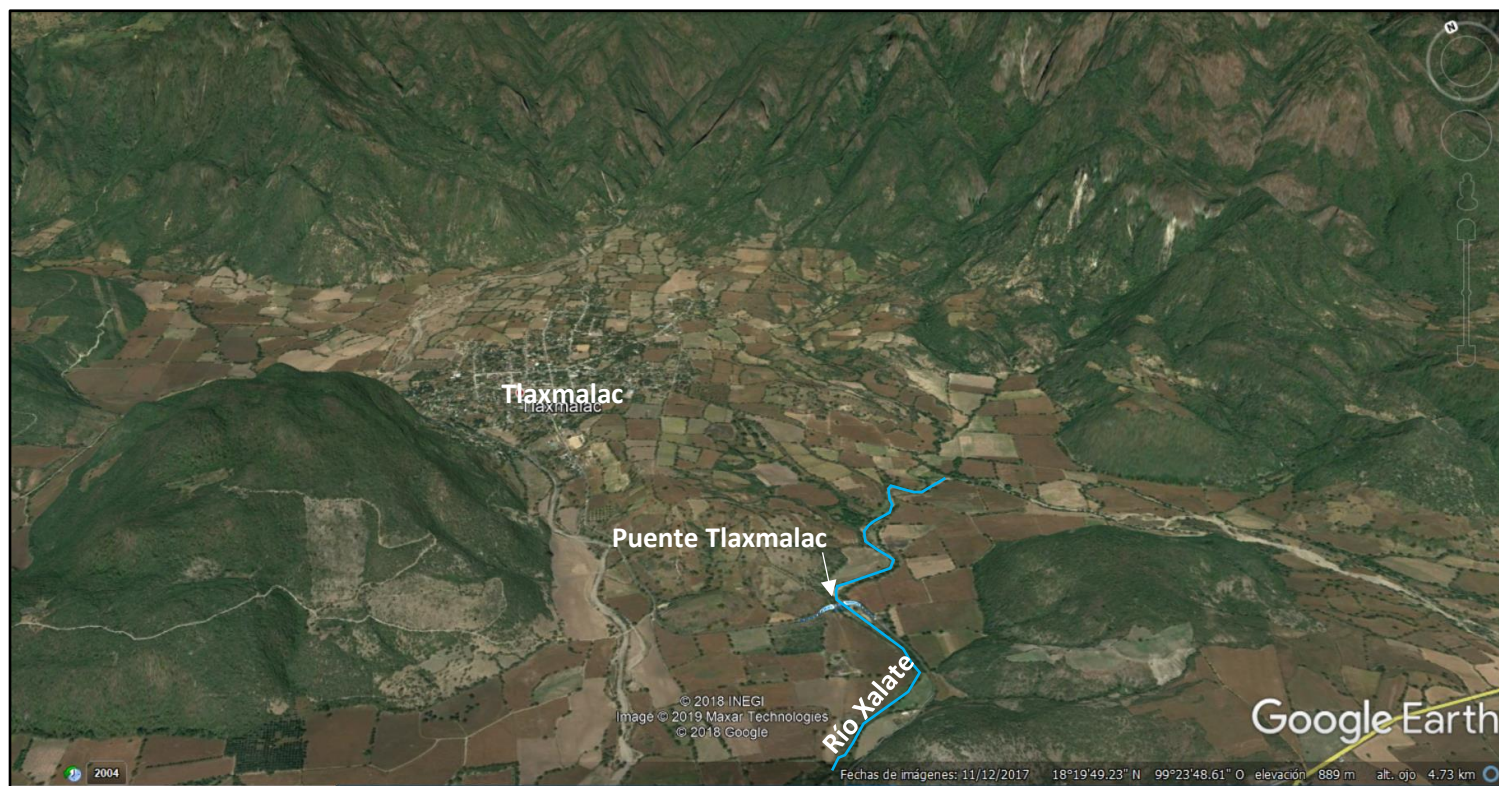 N
Tlaxmalac
Tlaxmalac
Puente Tlaxmalac
Río Xalate
© 2018 INEGI
Image © 2019 Maxar Technologies
© 2018 Google
Google Earth
2004
Fechas de imágenes: 11/12/2017 18°19'49.23" N 99°23'48.61" O elevación 889 m alt. ojo 4.73 km